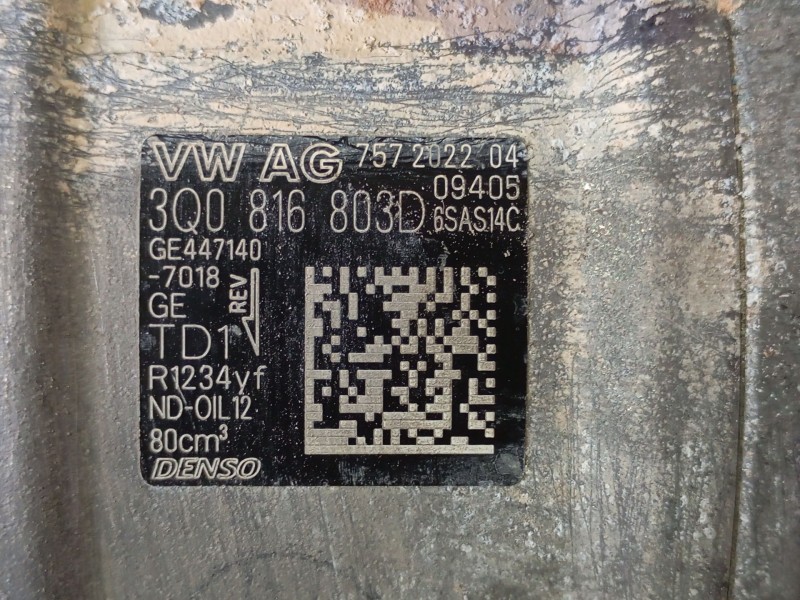 VW AG 757 2022 04
09405
3Q0 816 803D 6SAS14C
GE447140
-7018
REV
GE
TD1
R1234yf
ND-OIL12
80cm³
DENSO